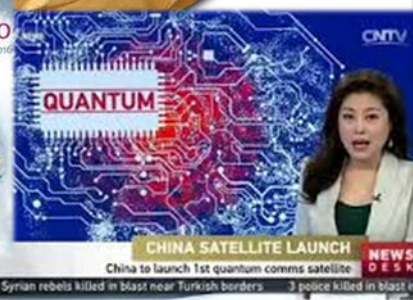 CNTV
QUANTUM
CHINA SATELLITE LAUNCH
China to launch 1st quantum comms satellite
NEWS
DESK
Syrian rebels killed in blast near Turkish borders 3 police killed in blast